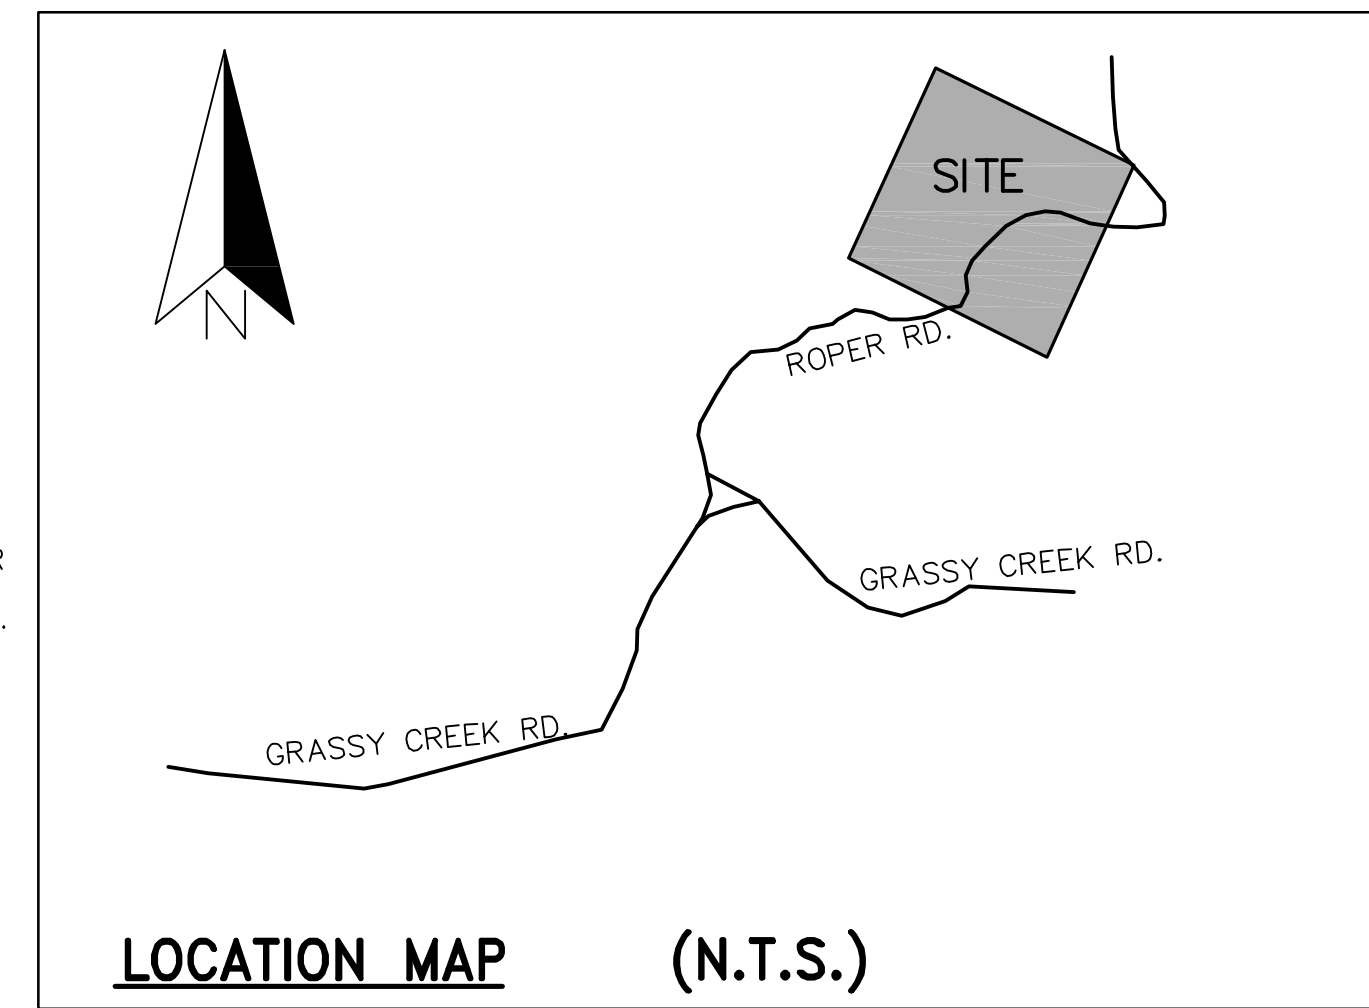 SITE
N
ROPER RD.
R
GRASSY CREEK RD.
.
GRASSY CREEK RD.
LOCATION MAP (N.T.S.)